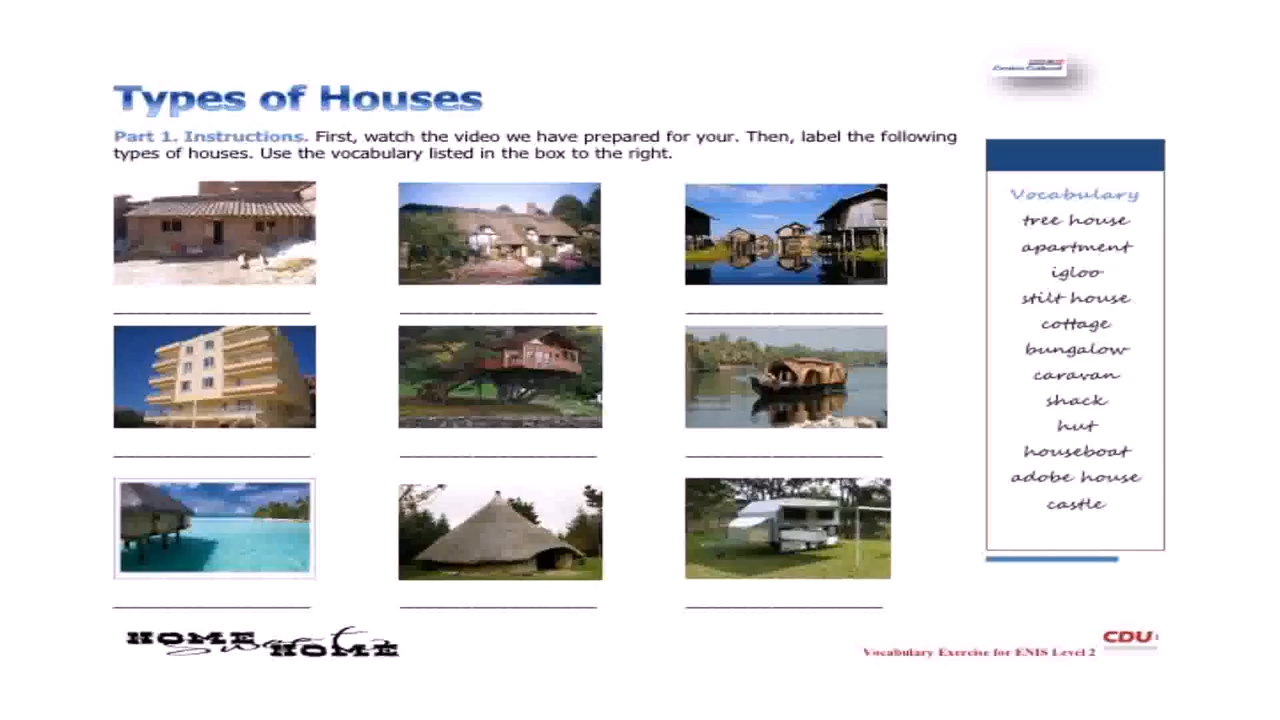 Types of Houses
Part 1. Instructions. First, watch the video we have prepared for your. Then, label the following
types of houses. Use the vocabulary listed in the box to the right.
Vocabulary
tree house
apartment
igloo
stilt house
cottage
bungalow
caravan
shack
hut
houseboat
adobe house
castle
HOME Sweet HOME
CDU
Vocabulary Exercise for ENIS Level 2